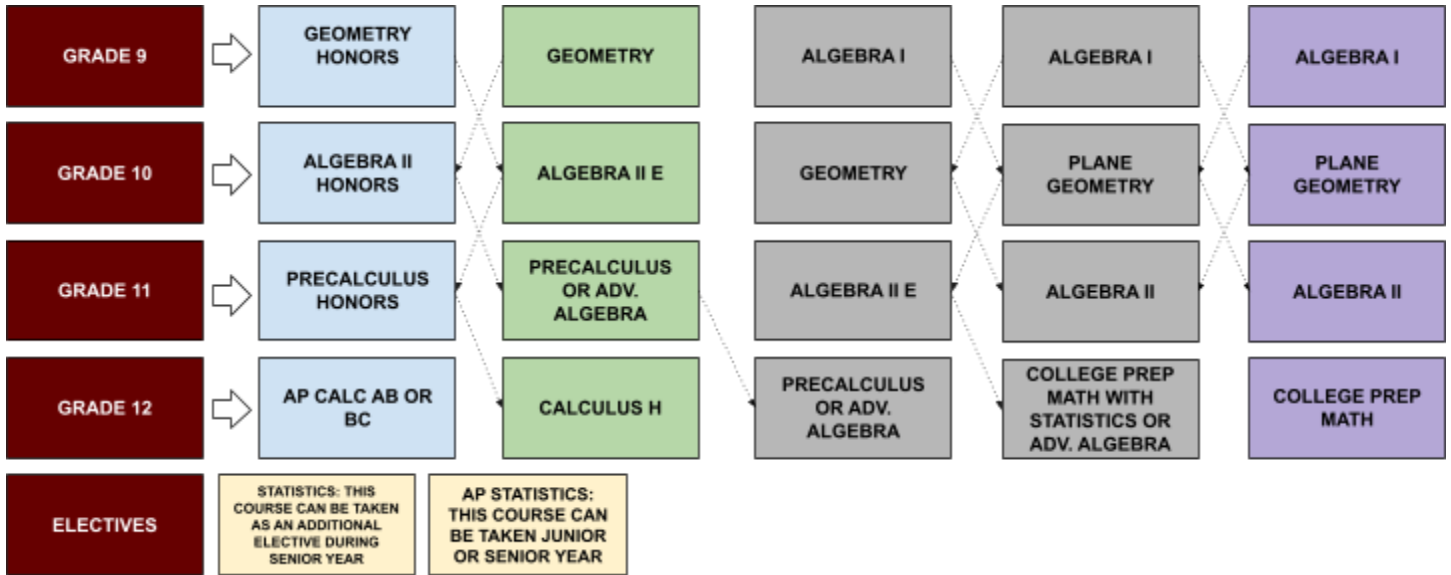 GRADE 9
GEOMETRY
HONORS
GEOMETRY
ALGEBRA I
ALGEBRA I
ALGEBRA I
GRADE 10
ALGEBRA II
HONORS
ALGEBRA II E
GEOMETRY
PLANE
GEOMETRY
PLANE
GEOMETRY
GRADE 11
PRECALCULUS
HONORS
PRECALCULUS
OR ADV.
ALGEBRA
ALGEBRA II E
ALGEBRA II
ALGEBRA II
GRADE 12
AP CALC AB OR
BC
CALCULUS H
PRECALCULUS
OR ADV.
ALGEBRA
COLLEGE PREP
MATH WITH
STATISTICS OR
ADV. ALGEBRA
COLLEGE PREP
MATH
ELECTIVES
STATISTICS: THIS
COURSE CAN BE TAKEN
AS AN ADDITIONAL
ELECTIVE DURING
SENIOR YEAR
AP STATISTICS:
THIS COURSE CAN
BE TAKEN JUNIOR
OR SENIOR YEAR